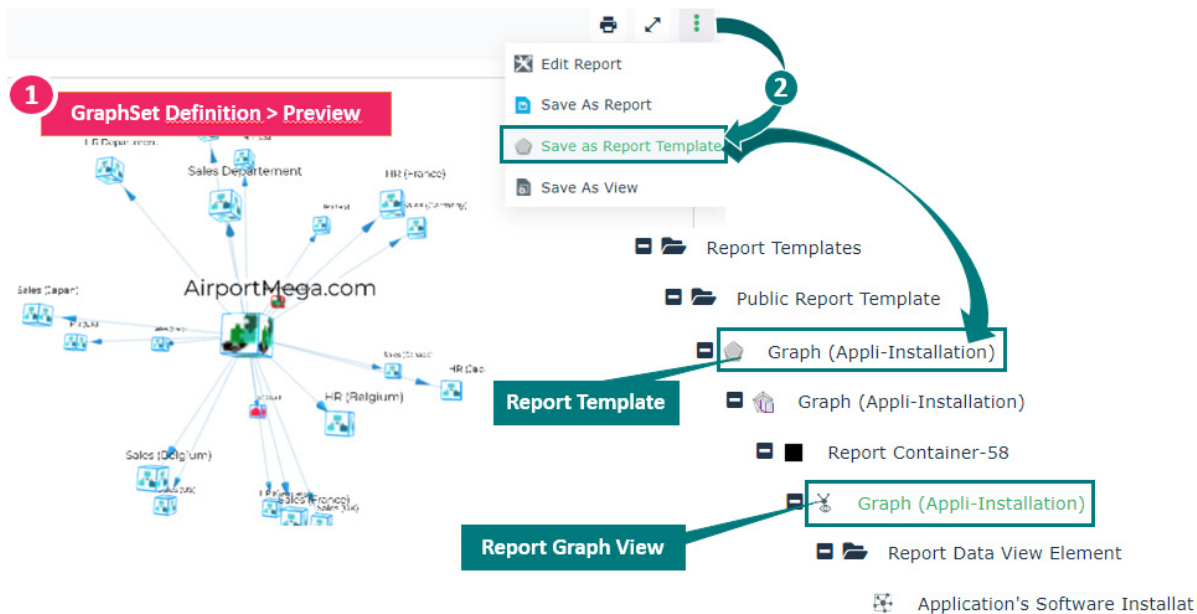 Edit Report
1
2
GraphSet Definition > Preview
Save As Report
Save as Report Template
Sales Departement
HR (France)
Save As View
Report Templates
AirportMega.com
Public Report Template
Graph (Appli-Installation)
Report Template
HR (Belgium)
Graph (Appli-Installation)
Report Container-58
Sales (Belgium)
Graph (Appli-Installation)
Sales (France)
Report Graph View
Report Data View Element
Application's Software Installat